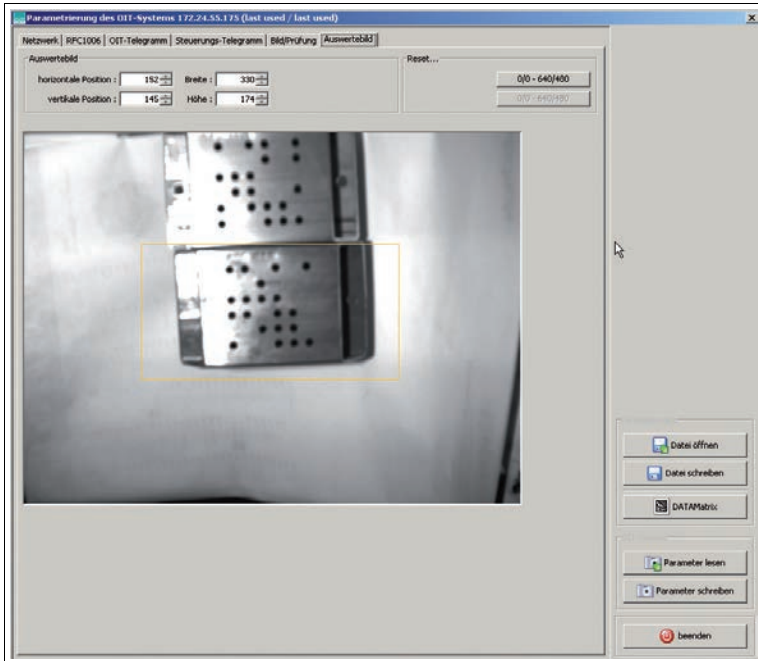 Parametrierung des OIT-Systems 172.24.55.175 (last used / last used)
Netzwerk RFC1006 OIT-Telegramm Steuerungs-Telegramm Bild/Prüfung Auswertebild
Auswertebild
Reset...
horizontale Position : 152 Breite : 330
0/0 - 640/480
vertikale Position : 145 Höhe : 174
0/0 - 640/480
Datei öffnen
Datei schreiben
DATAMatrix
Parameter lesen
Parameter schreiben
beenden